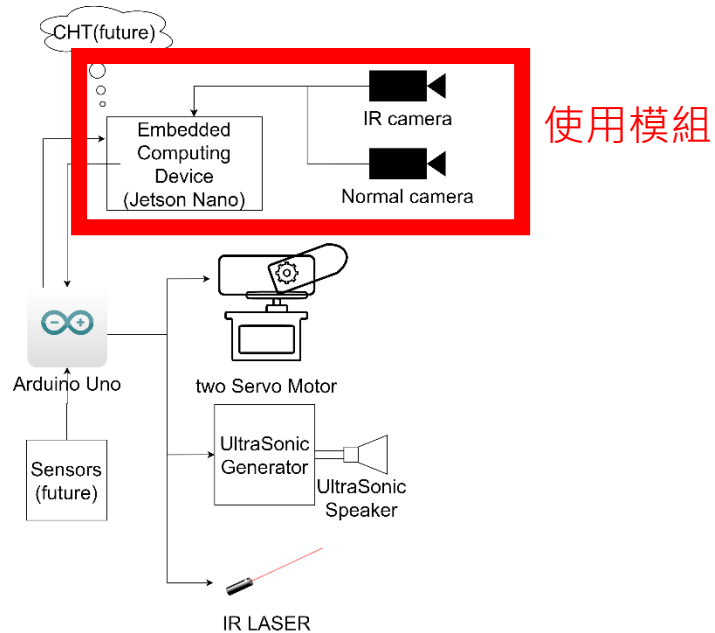 CHT(future)
Embedded
Computing
Device
(Jetson Nano)
IR camera
Normal camera
使用模組
Arduino Uno
two Servo Motor
Sensors
(future)
UltraSonic
Generator
UltraSonic
Speaker
IR LASER